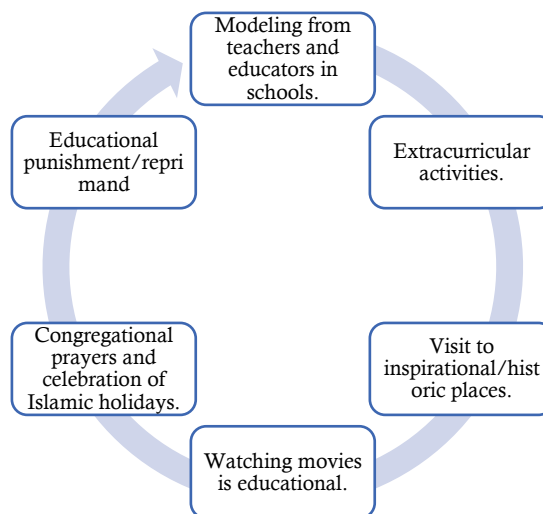 Modeling from
teachers and
educators in
schools.
Extracurricular
activities.
Visit to
inspirational/hist
oric places.
Watching movies
is educational.
Congregational
prayers and
celebration of
Islamic holidays.
Educational
punishment/repri
mand